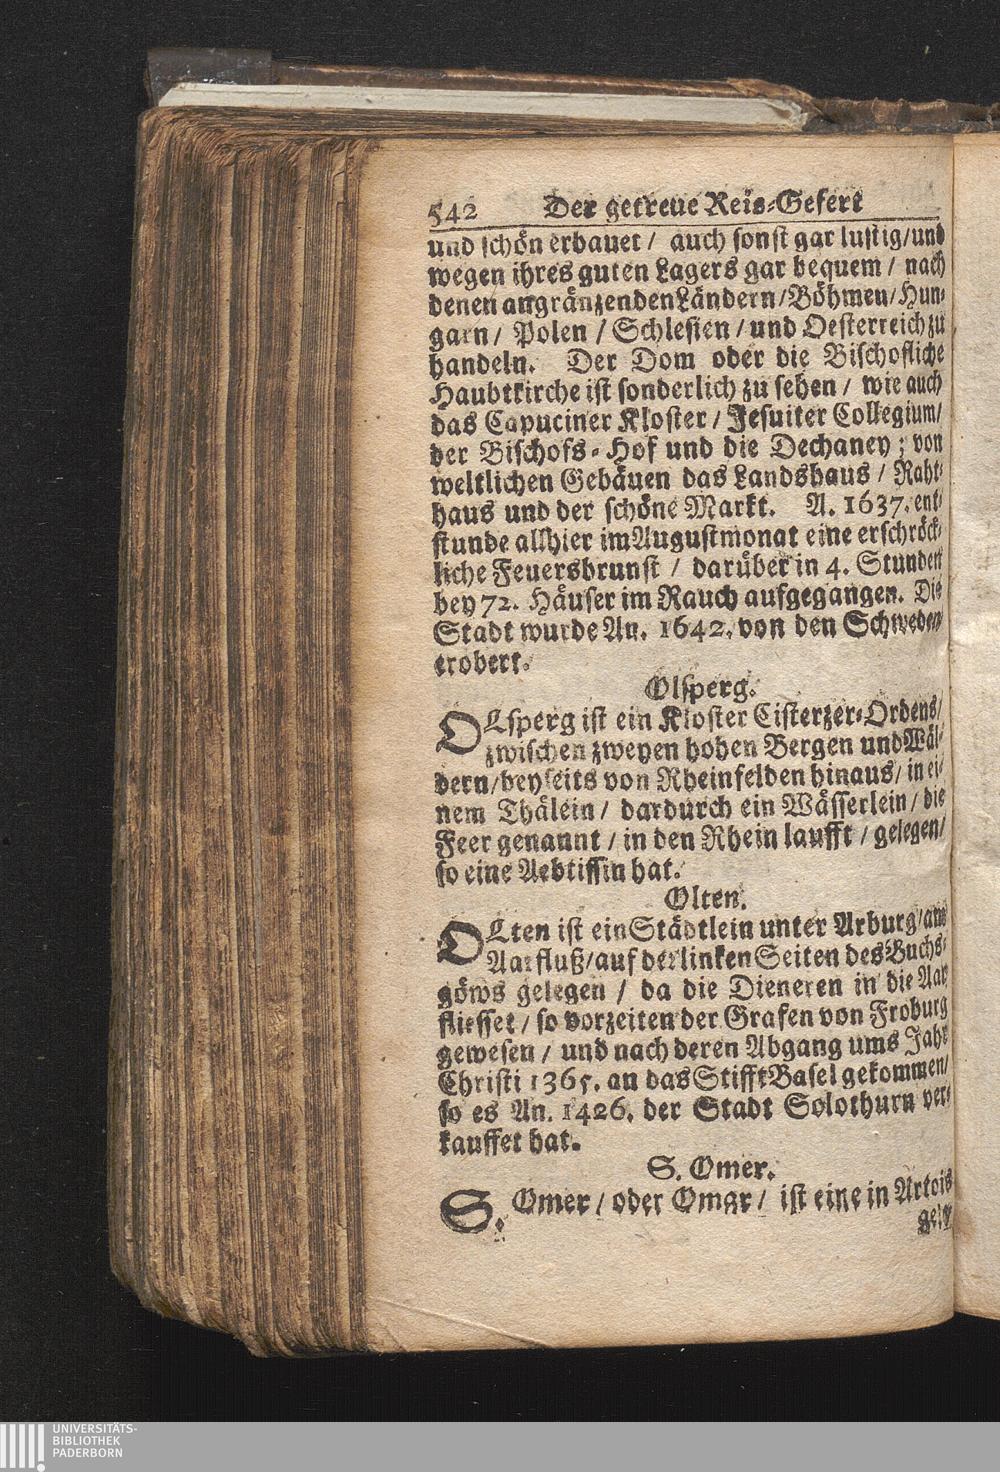 542 Der getreue Reis-Gefert
und schön erbauet / auch sonst gar lustig/und
wegen ihres guten Lagers gar bequem / nach
denen angränzenden Ländern/Böhmen/Hun-
garn / Polen / Schlesien / und Oesterreich zu
handeln. Der Dom oder die Bischofliche
Haubtkirche ist sonderlich zu sehen / wie auch
das Capuciner Kloster / Jesuiter Collegium/
der Bischofs-Hof und die Dechaney; von
weltlichen Gebäuen das Landshaus / Raht-
haus und der schöne Markt. A. 1637. ent-
stunde allhier im Augustmonat eine erschröck-
liche Feuersbrunst / darüber in 4. Stunden
bey 72. Häuser im Rauch aufgegangen. Die
Stadt wurde An. 1642. von den Schweden
erobert.
Olsperg.
OLsperg ist ein Kloster Cisterzer-Ordens/
zwischen zweyen hohen Bergen und Wäl-
dern/beyseits von Rheinfelden hinaus/in ei-
nem Thälein / dardurch ein Wässerlein / die
Feer genannt / in den Rhein laufft / gelegen/
so eine Aebtissin hat.
Olten.
OLten ist ein Städtlein unter Arburg/am
Aarfluß/auf der linken Seiten des Buchs-
göws gelegen / da die Dieneren in die Aar
fliesset / so vorzeiten der Grafen von Froburg
gewesen / und nach deren Abgang ums Jahr
Christi 1365. an das Stifft Basel gekommen/
so es An. 1426. der Stadt Solothurn ver-
kauffet hat.
S. Omer.
S. Omer / oder Omar / ist eine in Artois
UNIVERSITÄTS-
BIBLIOTHEK
PADERBORN